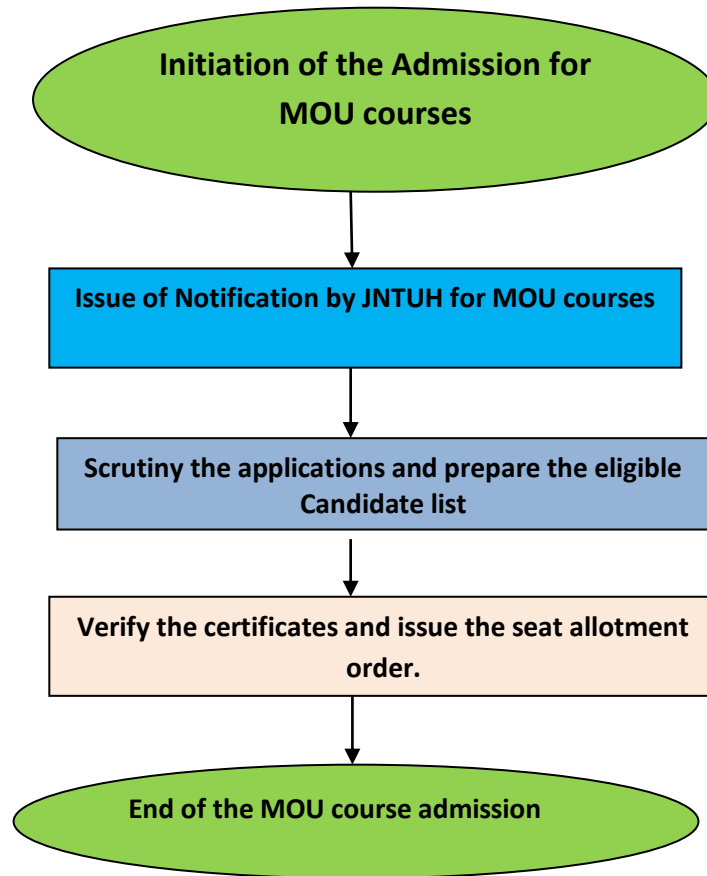 Initiation of the Admission for
MOU courses
Issue of Notification by JNTUH for MOU courses
Scrutiny the applications and prepare the eligible
Candidate list
Verify the certificates and issue the seat allotment
order.
End of the MOU course admission